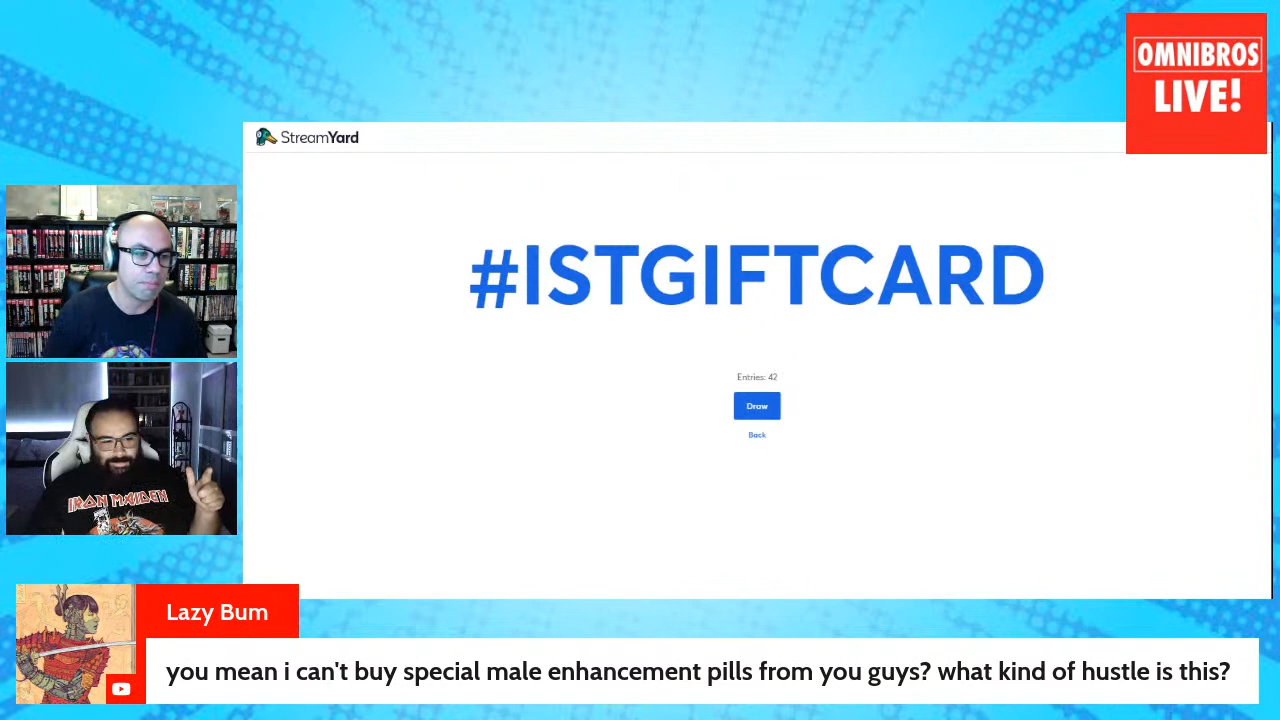 OMNIBROS
LIVE!
StreamYard
#ISTGIFTCARD
Entries: 42
Draw
Back
IRON MAIDEN
Lazy Bum
you mean i can't buy special male enhancement pills from you guys? what kind of hustle is this?